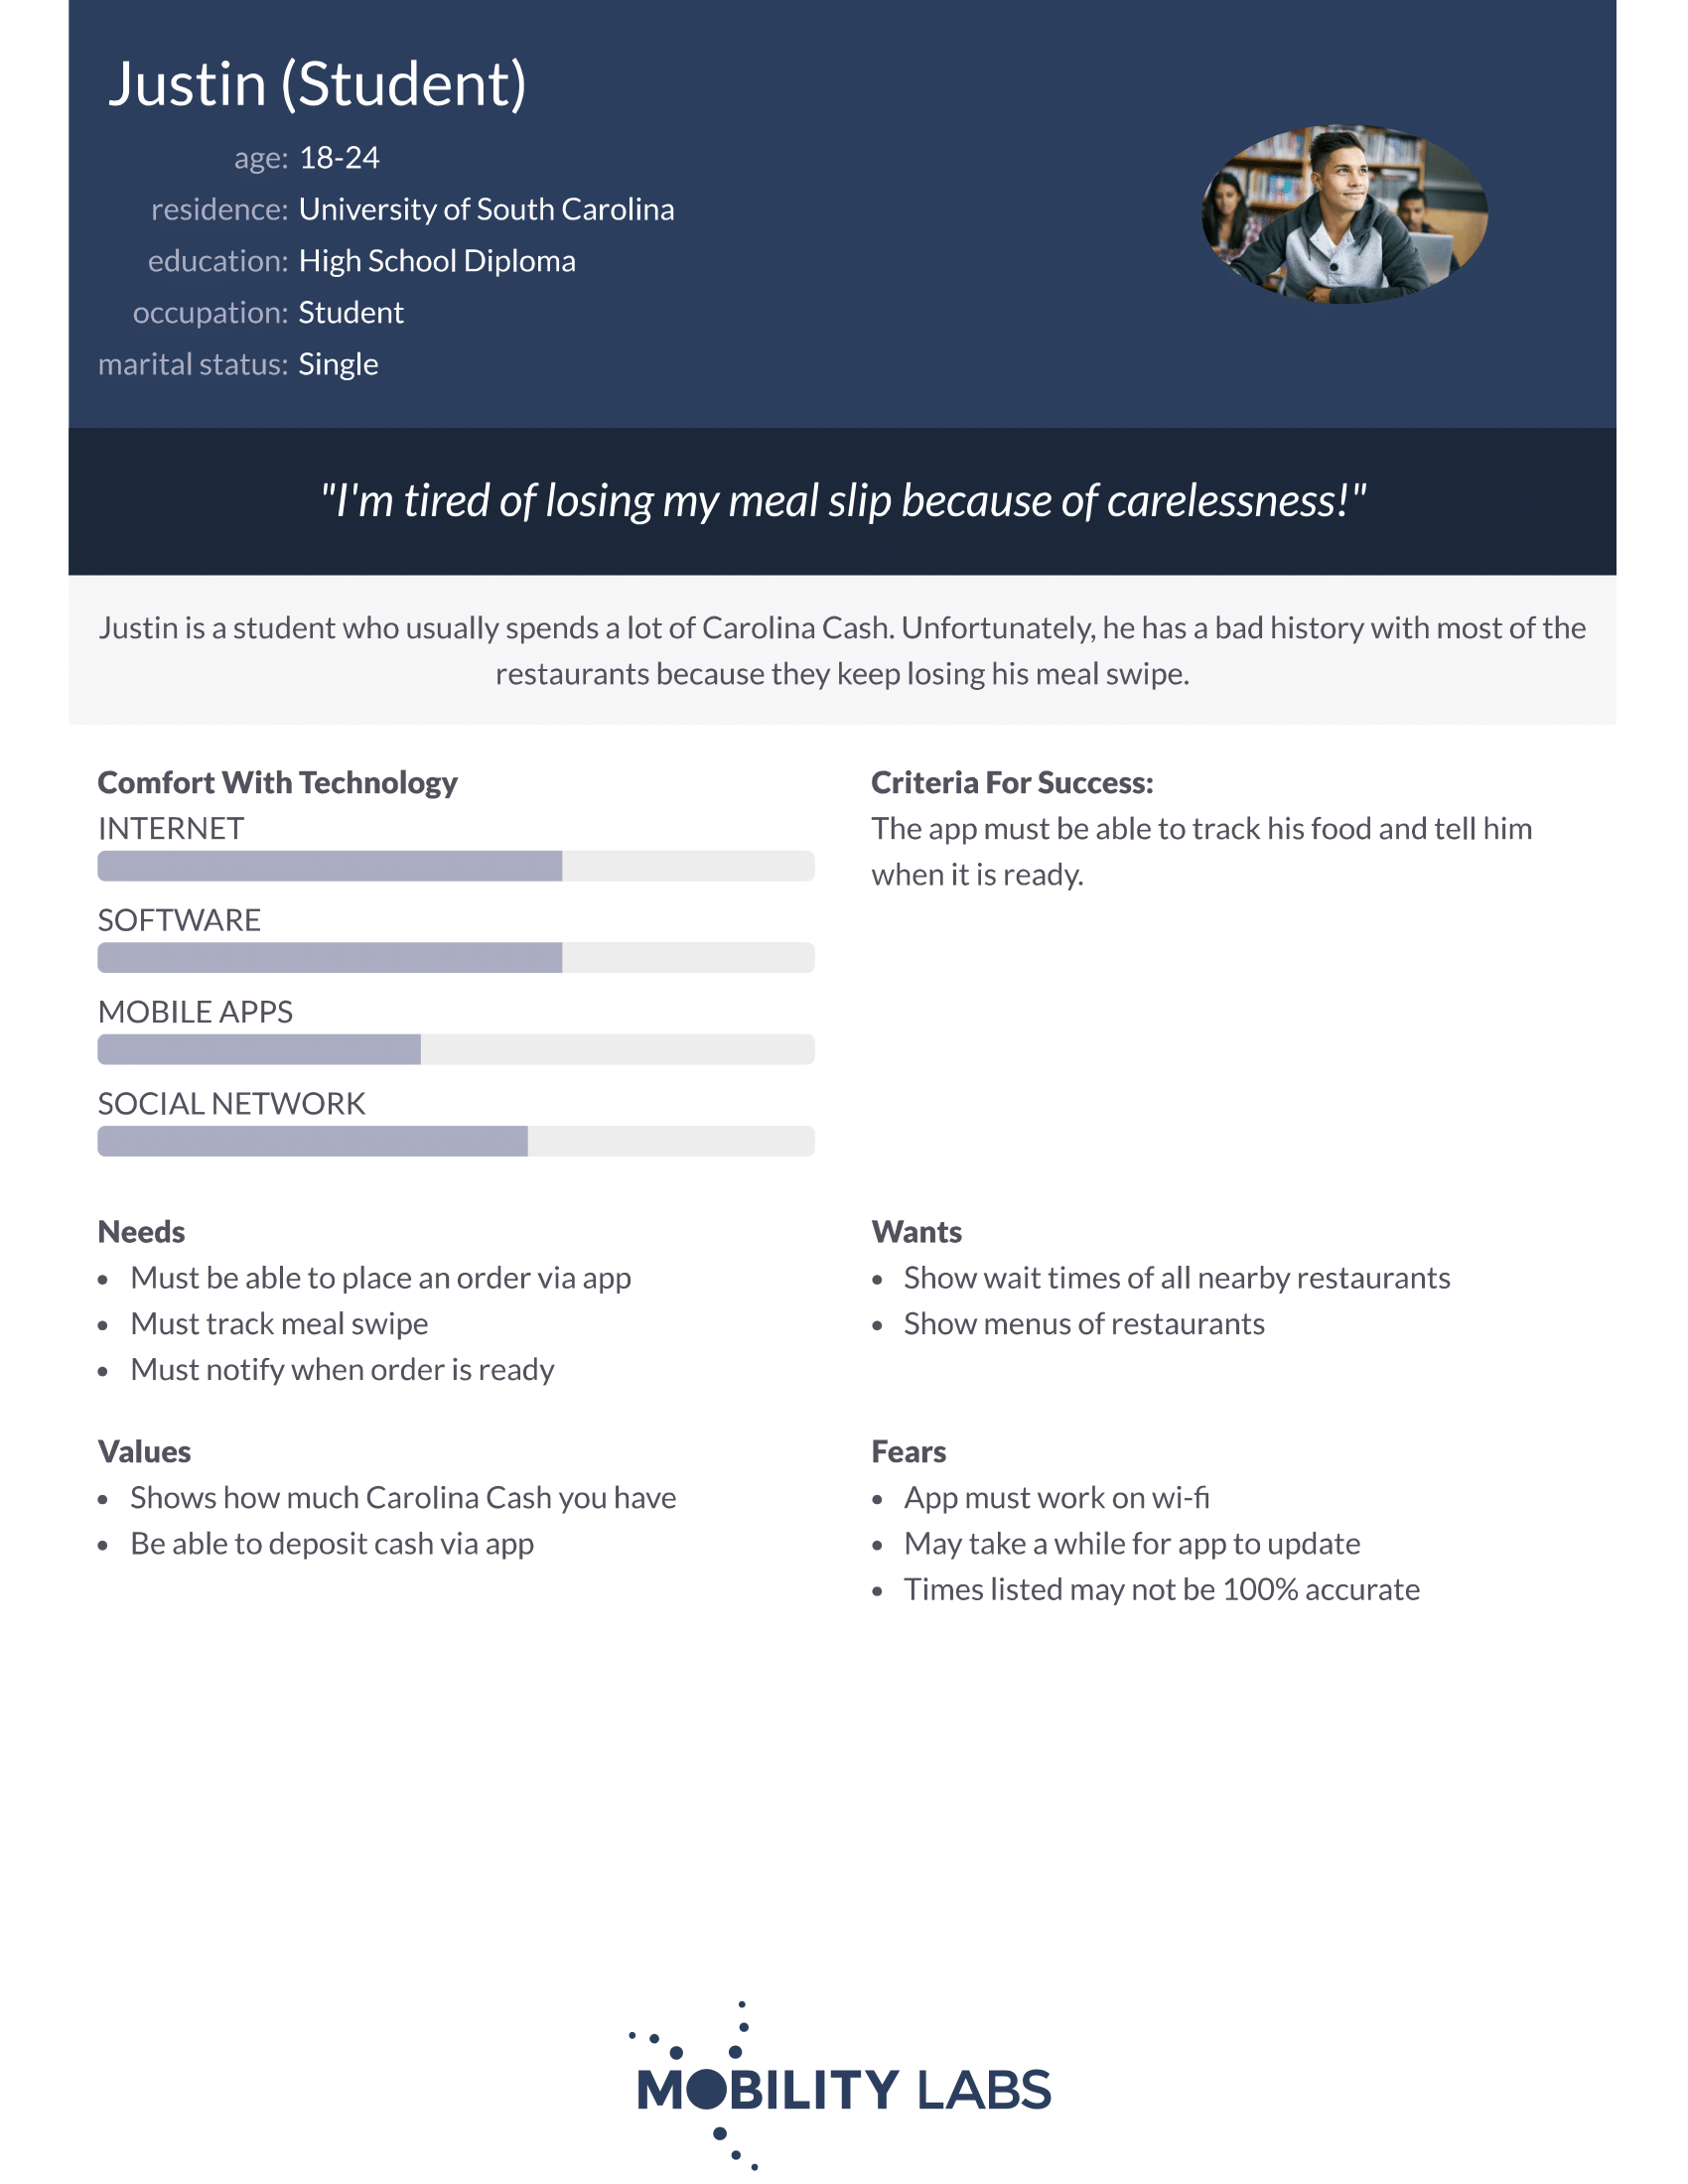 Justin (Student)
age: 18-24
residence: University of South Carolina
education: High School Diploma
occupation: Student
marital status: Single
"I'm tired of losing my meal slip because of carelessness!"
Justin is a student who usually spends a lot of Carolina Cash. Unfortunately, he has a bad history with most of the
restaurants because they keep losing his meal swipe.
Comfort With Technology
INTERNET
SOFTWARE
MOBILE APPS
SOCIAL NETWORK
Criteria For Success:
The app must be able to track his food and tell him
when it is ready.
Needs
• Must be able to place an order via app
• Must track meal swipe
• Must notify when order is ready
Wants
• Show wait times of all nearby restaurants
• Show menus of restaurants
Values
• Shows how much Carolina Cash you have
• Be able to deposit cash via app
Fears
• App must work on wi-fi
• May take a while for app to update
• Times listed may not be 100% accurate
MOBILITY LABS